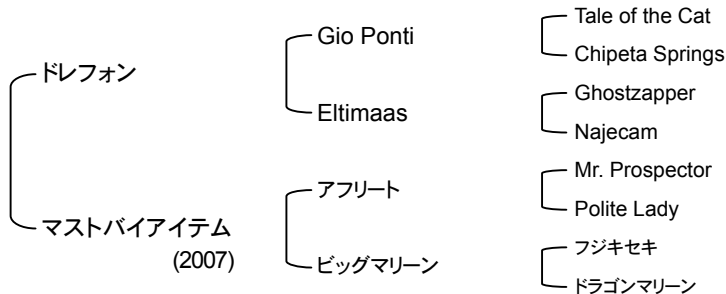 ドレフォン
マストバイアイテム
(2007)
Gio Ponti
Eltimaas
アフリート
ビッグマリーン
Tale of the Cat
Chipeta Springs
Ghostzapper
Najecam
Mr. Prospector
Polite Lady
フジキセキ
ドラゴンマリーン